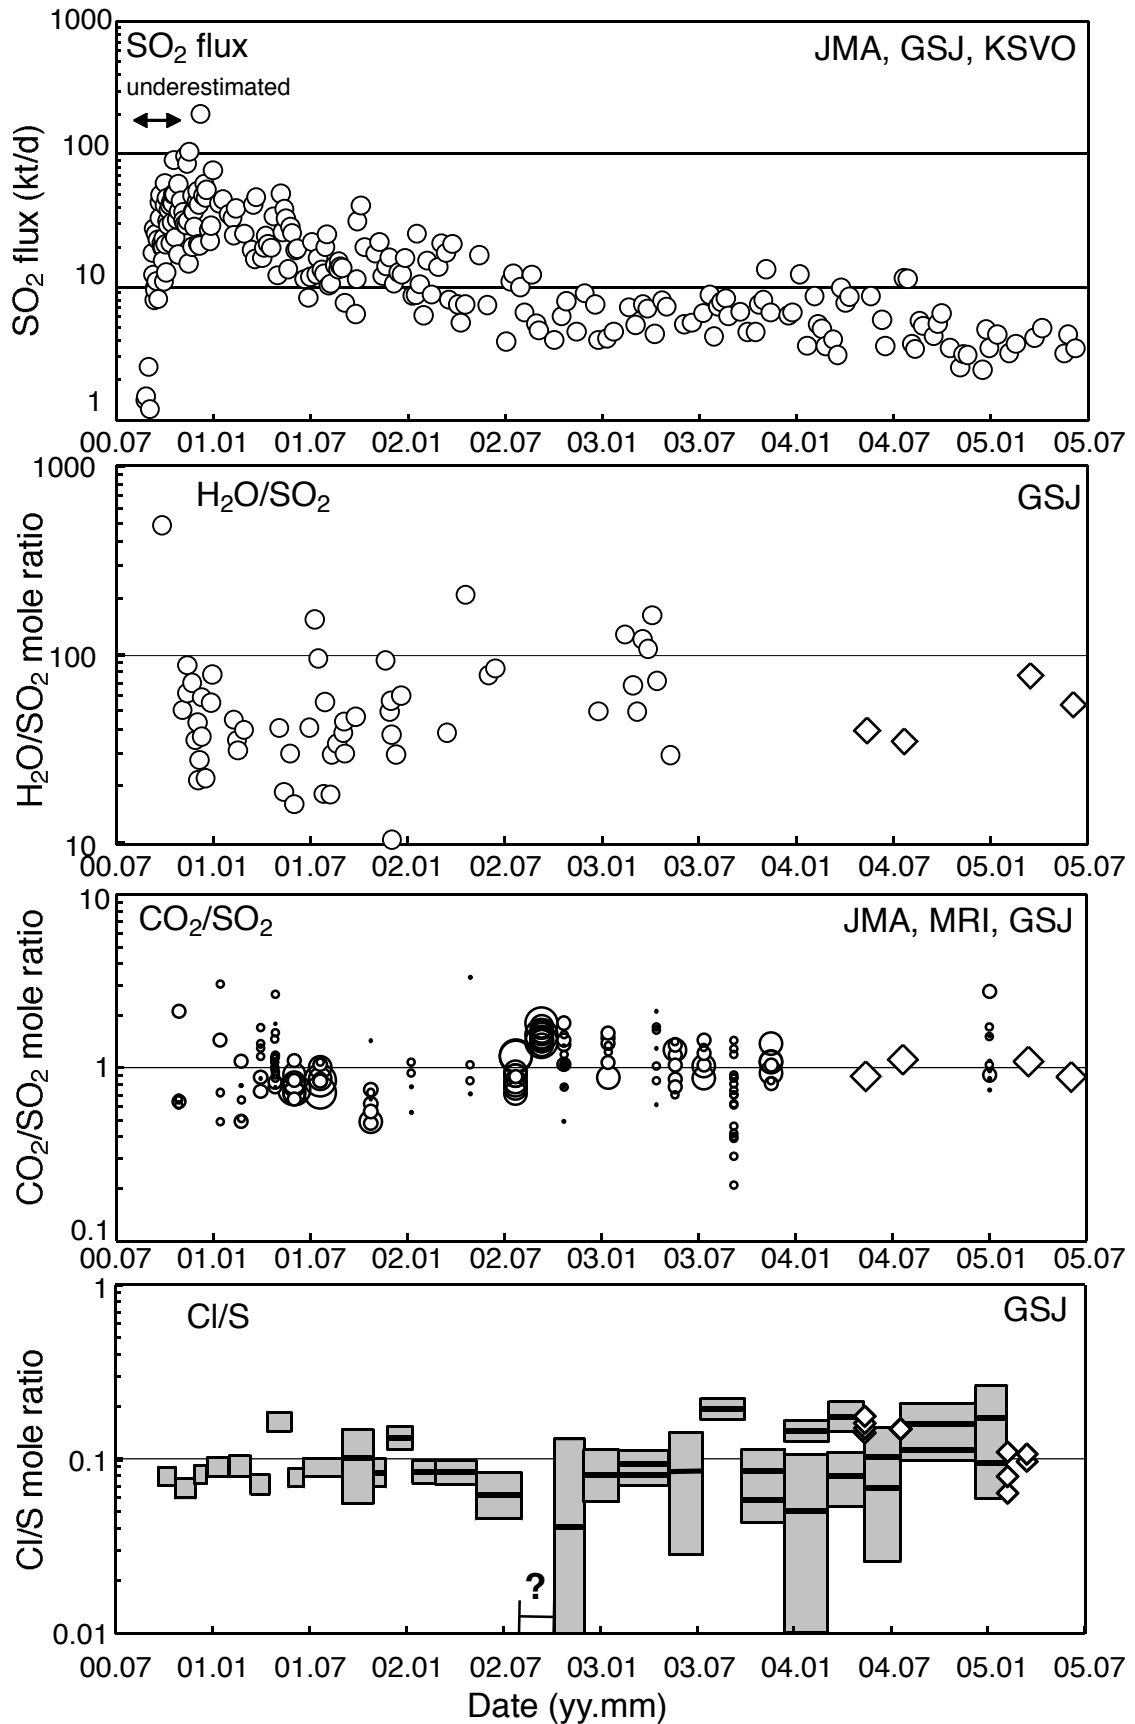 1000
SO₂ flux
JMA, GSJ, KSVO
underestimated
100
10
1
SO₂ flux (kt/d)
00.07 01.01 01.07 02.01 02.07 03.01 03.07 04.01 04.07 05.01 05.07
1000
H₂O/SO₂
GSJ
100
10
H₂O/SO₂ mole ratio
00.07 01.01 01.07 02.01 02.07 03.01 03.07 04.01 04.07 05.01 05.07
10
CO₂/SO₂
JMA, MRI, GSJ
1
0.1
CO₂/SO₂ mole ratio
00.07 01.01 01.07 02.01 02.07 03.01 03.07 04.01 04.07 05.01 05.07
1
Cl/S
GSJ
0.1
?
0.01
Cl/S mole ratio
00.07 01.01 01.07 02.01 02.07 03.01 03.07 04.01 04.07 05.01 05.07
Date (yy.mm)